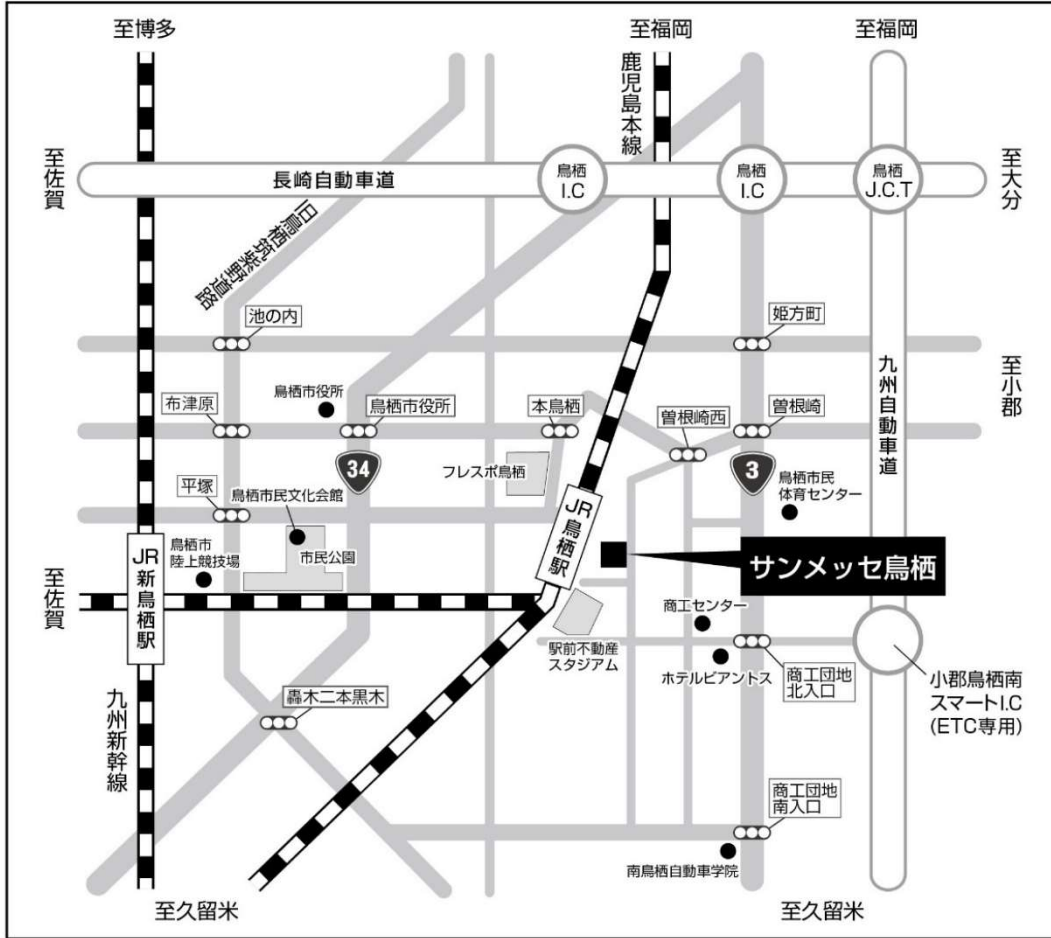 至博多
至福岡
至福岡
鹿児島本線
至佐賀
長崎自動車道
鳥栖
I.C
鳥栖
I.C
鳥栖
J.C.T
至大分
旧鳥栖筑紫野道路
池の内
姫方町
九州自動車道
至小郡
鳥栖市役所
布津原
鳥栖市役所
本鳥栖
曽根崎西
曽根崎
34
3
フレスポ鳥栖
鳥栖市民
体育センター
平塚
鳥栖市民文化会館
市民公園
鳥栖市
陸上競技場
JR鳥栖駅
サンメッセ鳥栖
JR新鳥栖駅
至佐賀
駅前不動産
スタジアム
商工センター
ホテルビアントス
商工団地
北入口
小郡鳥栖南
スマートI.C
(ETC専用)
轟木二本黒木
九州新幹線
商工団地
南入口
南鳥栖自動車学院
至久留米
至久留米